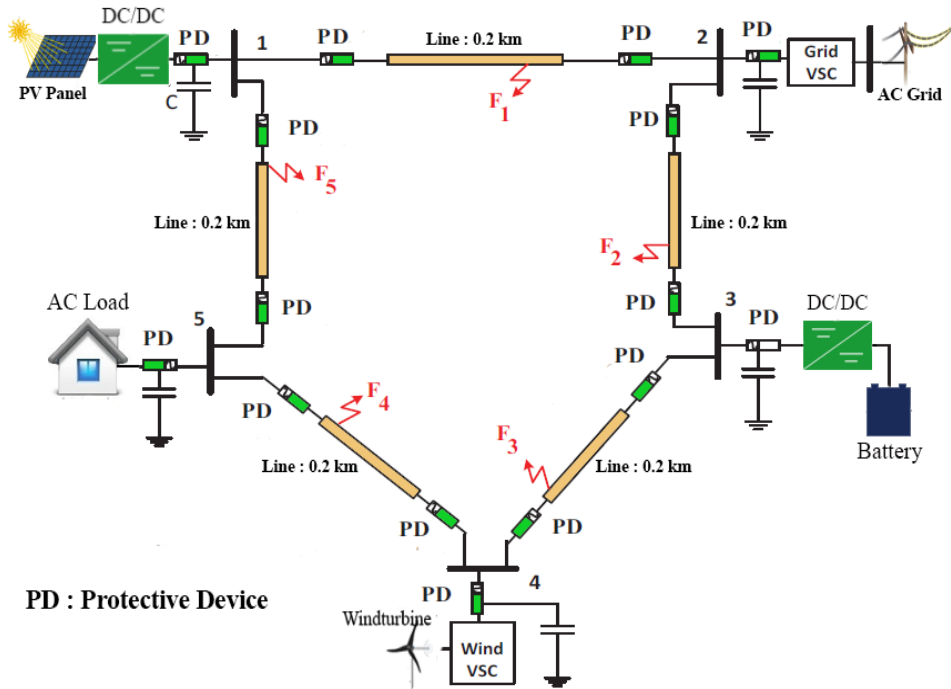 DC/DC
PD
1
PD
Line : 0.2 km
PD
2
PD
Grid
VSC
PV Panel
C
F1
AC Grid
PD
PD
F5
Line : 0.2 km
Line : 0.2 km
F2
AC Load
PD
5
PD
PD
3
PD
DC/DC
PD
PD
F4
F3
Line : 0.2 km
Line : 0.2 km
Battery
PD
PD
4
PD : Protective Device
PD
Windturbine
Wind
VSC